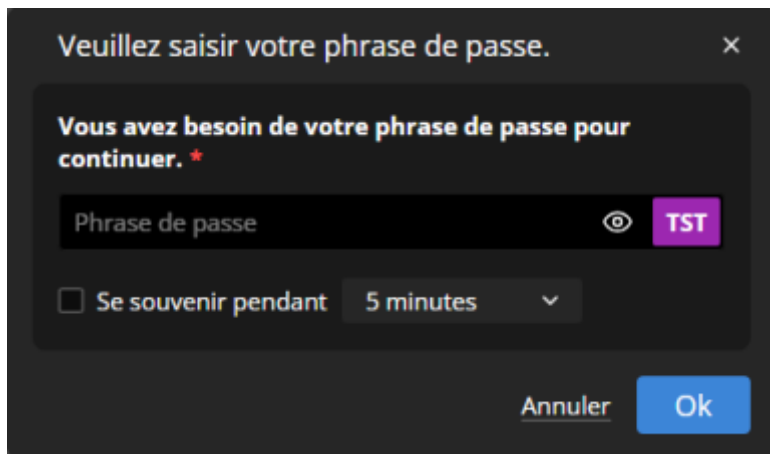 Veuillez saisir votre phrase de passe.
Vous avez besoin de votre phrase de passe pour
continuer. *
Phrase de passe
TST
Se souvenir pendant
5 minutes
Annuler
Ok